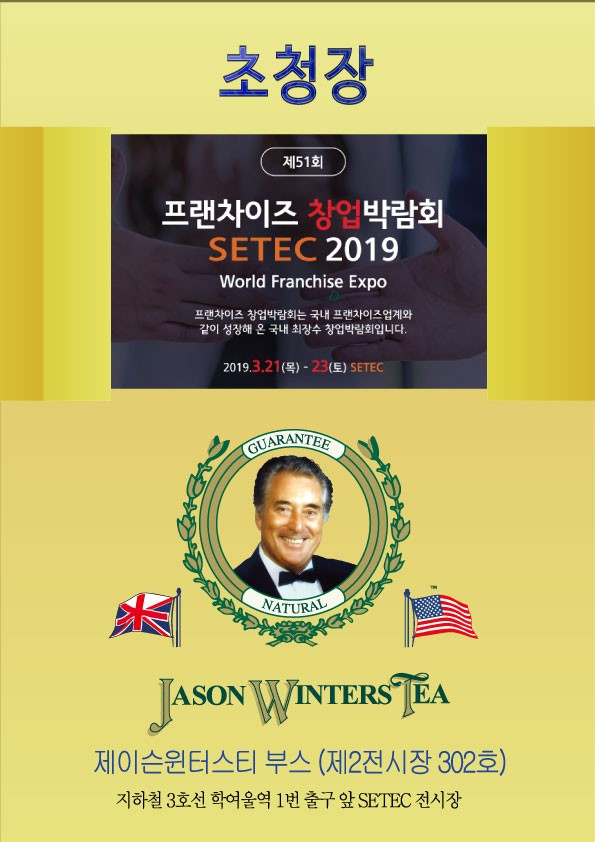 초청장
제51회
프랜차이즈 창업박람회
SETEC 2019
World Franchise Expo
프랜차이즈 창업박람회는 국내 프랜차이즈업계와
같이 성장해 온 국내 최장수 창업박람회입니다.
2019.3.21(목) - 23(토) SETEC
GUARANTEE
NATURAL
™
JASON WINTERS TEA
제이슨윈터스티 부스 (제2전시장 302호)
지하철 3호선 학여울역 1번 출구 앞 SETEC 전시장